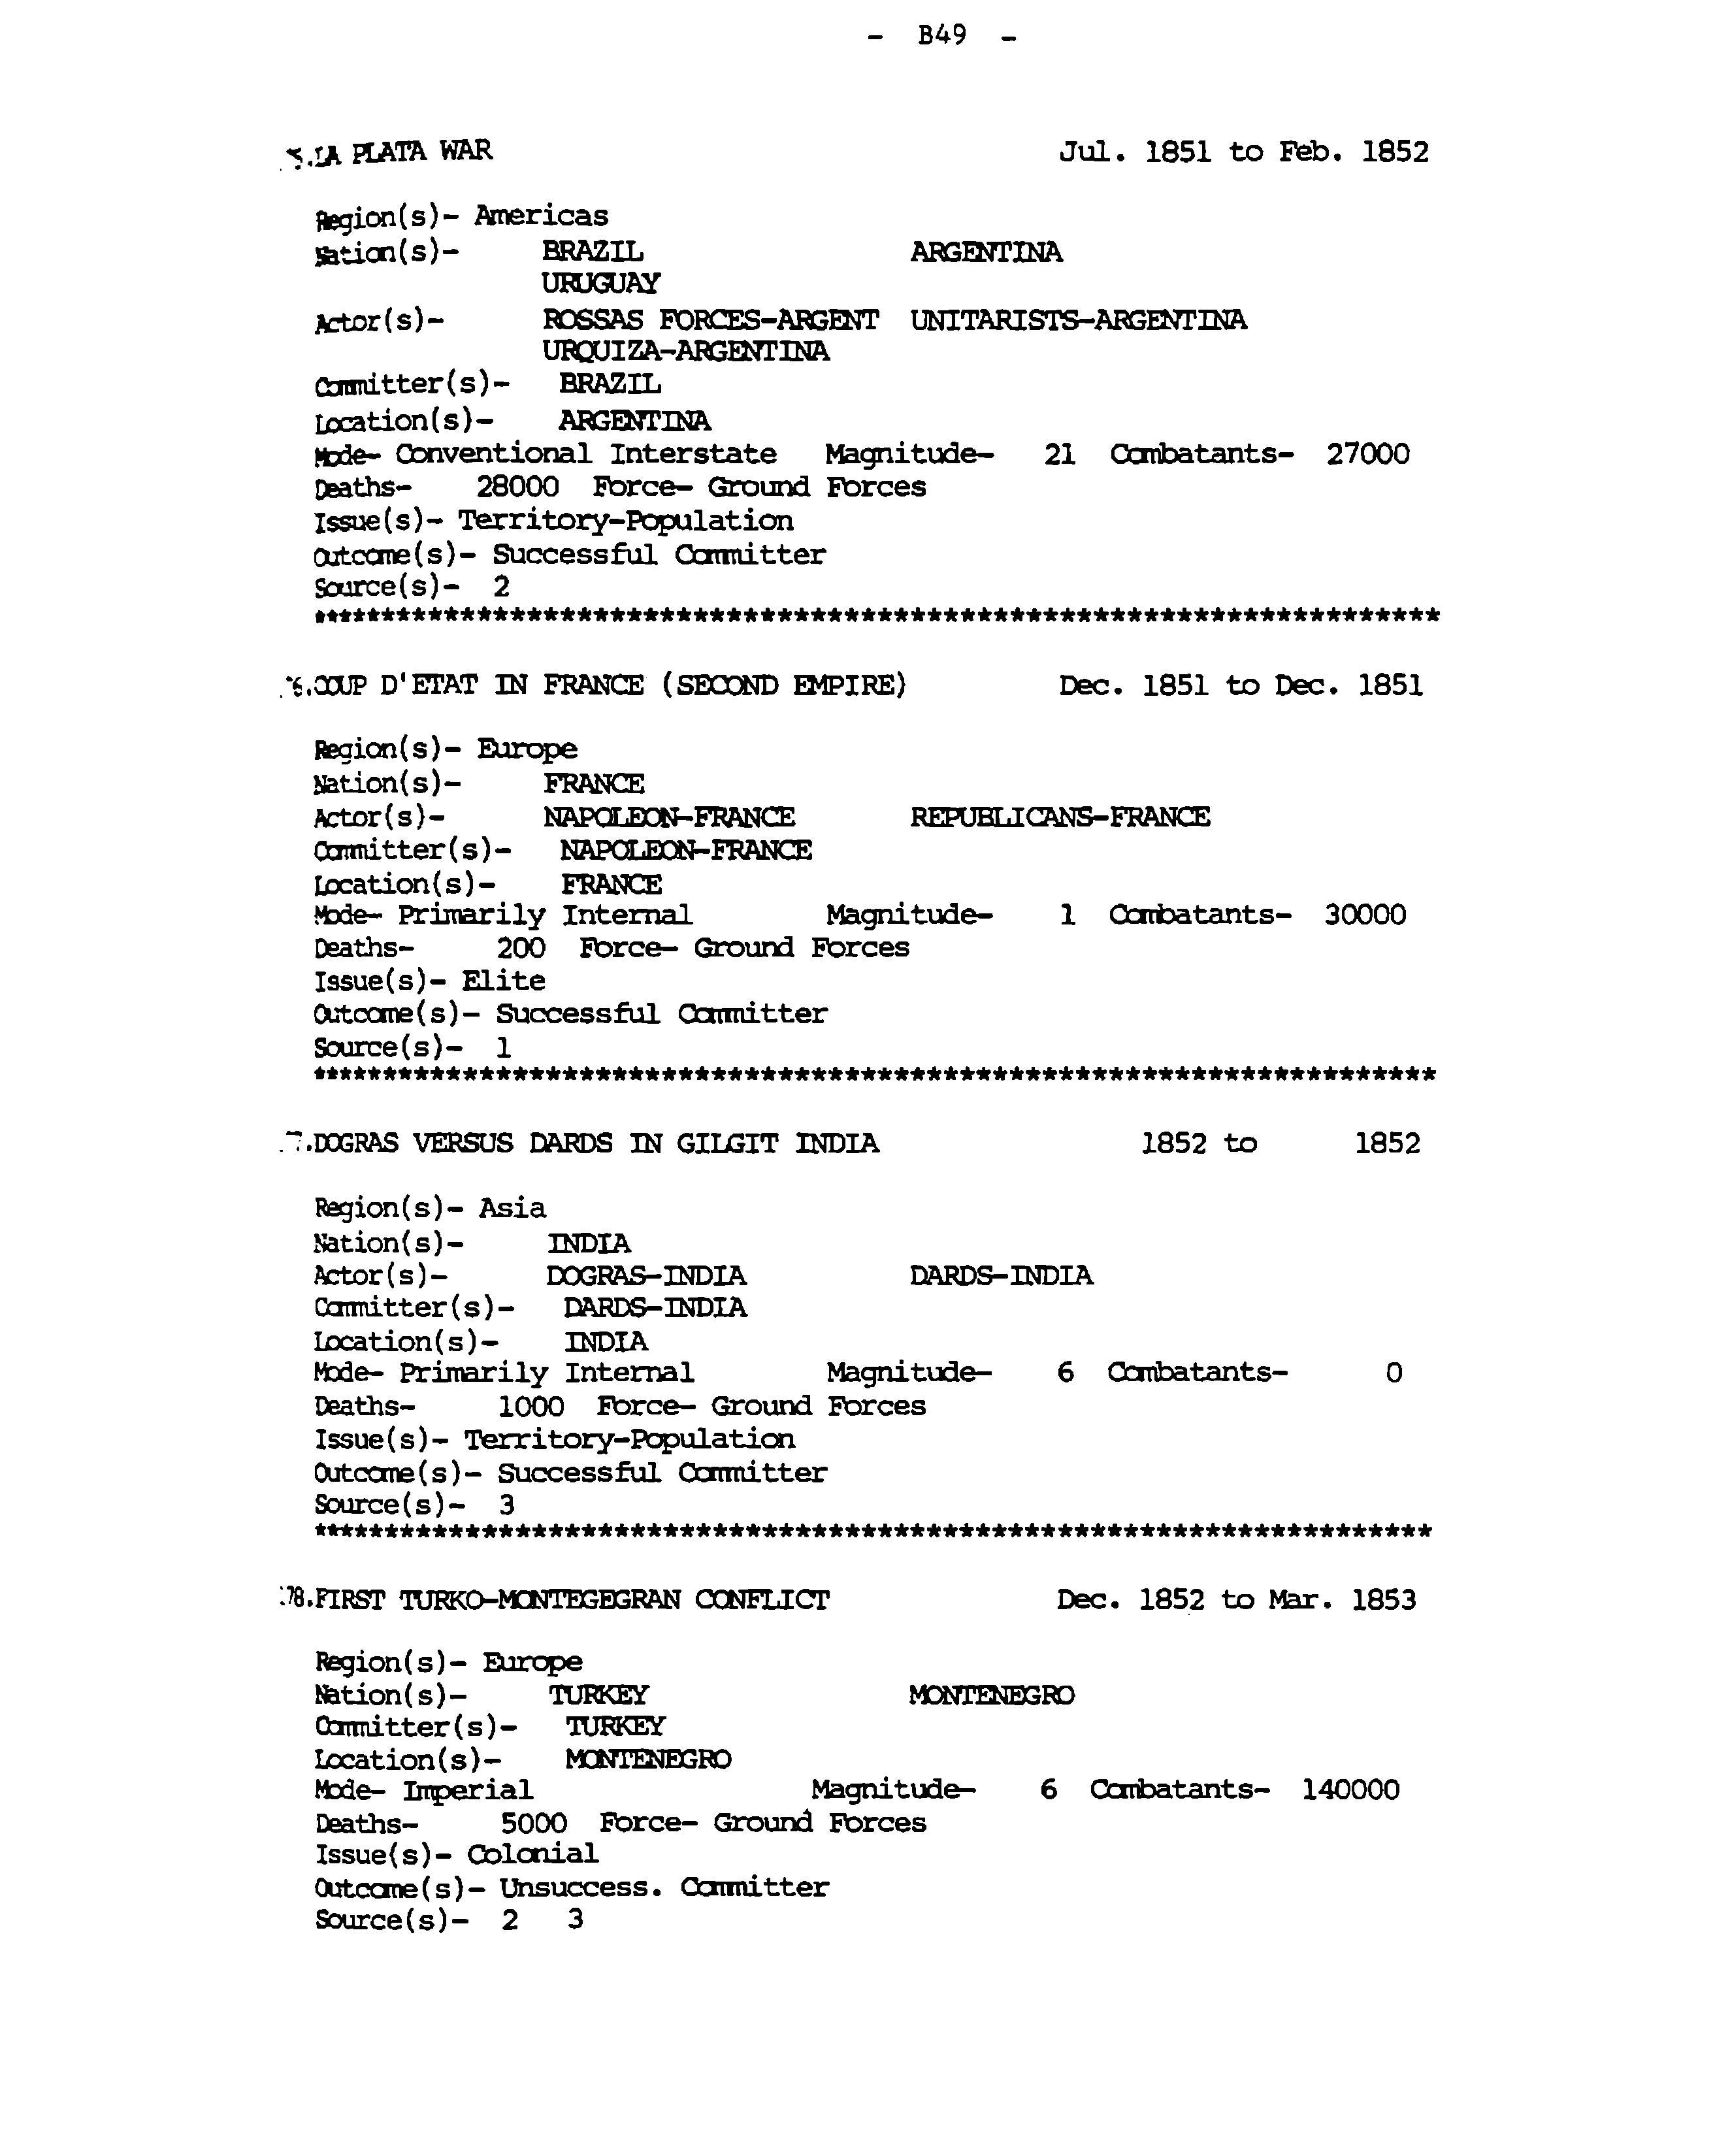 - B49 -
5.LA PLATA WAR Jul. 1851 to Feb. 1852
Region(s)- Americas
Nation(s)- BRAZIL ARGENTINA
URUGUAY
Actor(s)- ROSSAS FORCES-ARGENT UNITARISTS-ARGENTINA
URQUIZA-ARGENTINA
Committer(s)- BRAZIL
Location(s)- ARGENTINA
Mode- Conventional Interstate Magnitude- 21 Combatants- 27000
Deaths- 28000 Force- Ground Forces
Issue(s)- Territory-Population
Outcome(s)- Successful Committer
Source(s)- 2
********************************************************************
6.COUP D'ETAT IN FRANCE (SECOND EMPIRE) Dec. 1851 to Dec. 1851
Region(s)- Europe
Nation(s)- FRANCE
Actor(s)- NAPOLEON-FRANCE REPUBLICANS-FRANCE
Committer(s)- NAPOLEON-FRANCE
Location(s)- FRANCE
Mode- Primarily Internal Magnitude- 1 Combatants- 30000
Deaths- 200 Force- Ground Forces
Issue(s)- Elite
Outcome(s)- Successful Committer
Source(s)- 1
********************************************************************
7.DOGRAS VERSUS DARDS IN GILGIT INDIA 1852 to 1852
Region(s)- Asia
Nation(s)- INDIA
Actor(s)- DOGRAS-INDIA DARDS-INDIA
Committer(s)- DARDS-INDIA
Location(s)- INDIA
Mode- Primarily Internal Magnitude- 6 Combatants- 0
Deaths- 1000 Force- Ground Forces
Issue(s)- Territory-Population
Outcome(s)- Successful Committer
Source(s)- 3
********************************************************************
78.FIRST TURKO-MONTEGEGRAN CONFLICT Dec. 1852 to Mar. 1853
Region(s)- Europe
Nation(s)- TURKEY MONTENEGRO
Committer(s)- TURKEY
Location(s)- MONTENEGRO
Mode- Imperial Magnitude- 6 Combatants- 140000
Deaths- 5000 Force- Ground Forces
Issue(s)- Colonial
Outcome(s)- Unsuccess. Committer
Source(s)- 2 3